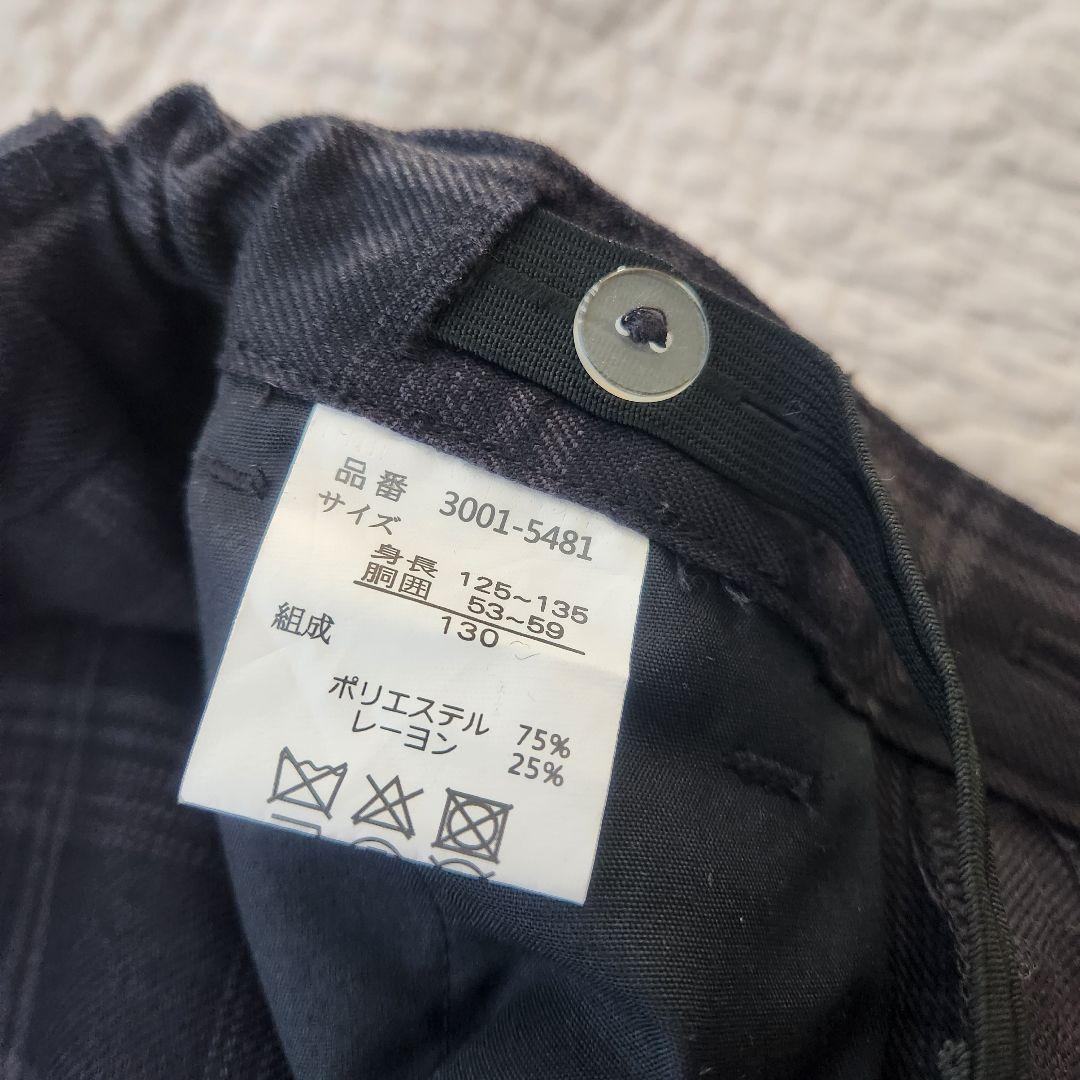 品番 3001-5481
サイズ
身長 125~135
胴囲 53~59
130
組成
ポリエステル 75%
レーヨン 25%